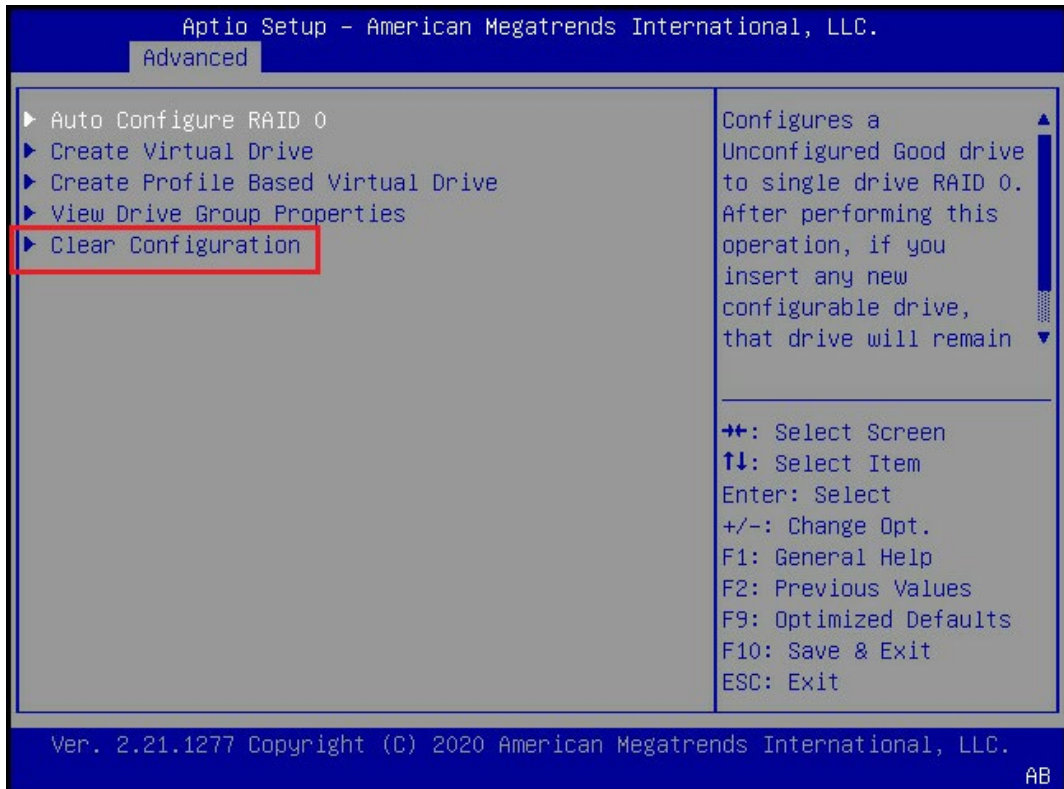 Aptio Setup – American Megatrends International, LLC.
Advanced
▶ Auto Configure RAID 0
▶ Create Virtual Drive
▶ Create Profile Based Virtual Drive
▶ View Drive Group Properties
▶ Clear Configuration
Configures a
Unconfigured Good drive
to single drive RAID 0.
After performing this
operation, if you
insert any new
configurable drive,
that drive will remain
→←: Select Screen
↑↓: Select Item
Enter: Select
+/-: Change Opt.
F1: General Help
F2: Previous Values
F9: Optimized Defaults
F10: Save & Exit
ESC: Exit
Ver. 2.21.1277 Copyright (C) 2020 American Megatrends International, LLC.
AB